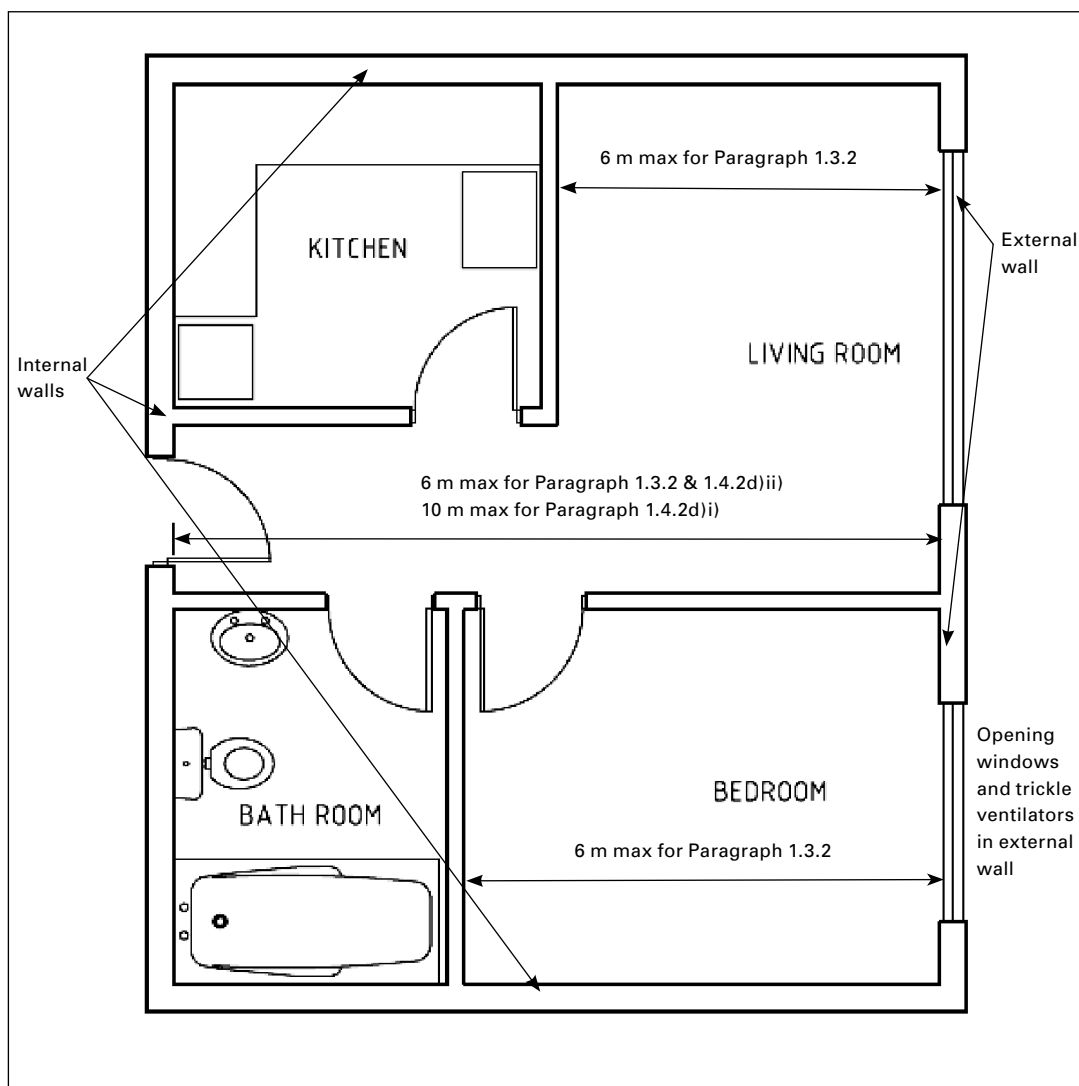 6 m max for Paragraph 1.3.2
KITCHEN
External
wall
LIVING ROOM
Internal
walls
6 m max for Paragraph 1.3.2 & 1.4.2d)ii)
10 m max for Paragraph 1.4.2d)i)
Opening
windows
and trickle
ventilators
in external
wall
BEDROOM
BATH ROOM
6 m max for Paragraph 1.3.2